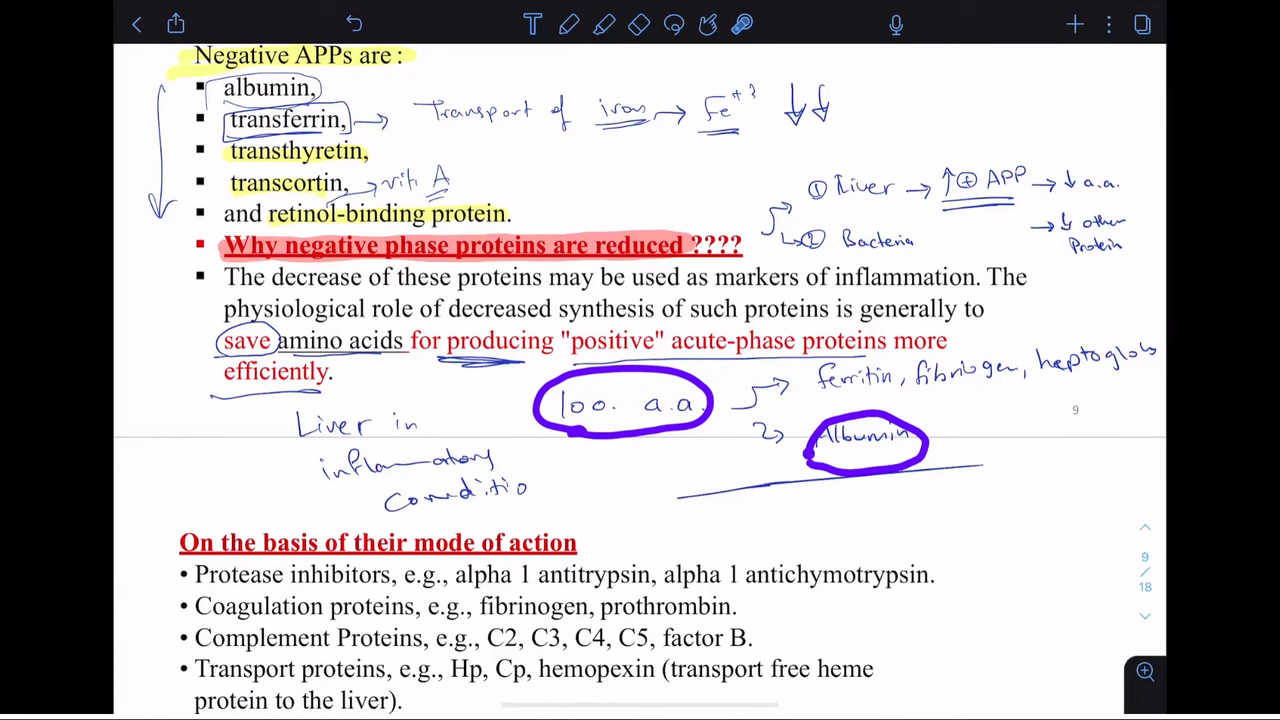 Negative APPs are :
▪ albumin,
▪ transferrin, → Transport of iron → Fe+3 ↓↓
▪ transthyretin,
▪ transcortin, → vit. A
① Liver → ↑ ⊕ APP → ↓ a.a.
▪ and retinol-binding protein.
→ ↓ other Protein
② Bacteria
▪ Why negative phase proteins are reduced ????
▪ The decrease of these proteins may be used as markers of inflammation. The
physiological role of decreased synthesis of such proteins is generally to
save amino acids for producing "positive" acute-phase proteins more
efficiently.
ferritin, fibrinogen, heptoglob
100. a.a.
9
Albumin
Liver in
inflammatory
conditio
On the basis of their mode of action
• Protease inhibitors, e.g., alpha 1 antitrypsin, alpha 1 antichymotrypsin.
• Coagulation proteins, e.g., fibrinogen, prothrombin.
• Complement Proteins, e.g., C2, C3, C4, C5, factor B.
• Transport proteins, e.g., Hp, Cp, hemopexin (transport free heme
protein to the liver).
9
/
18